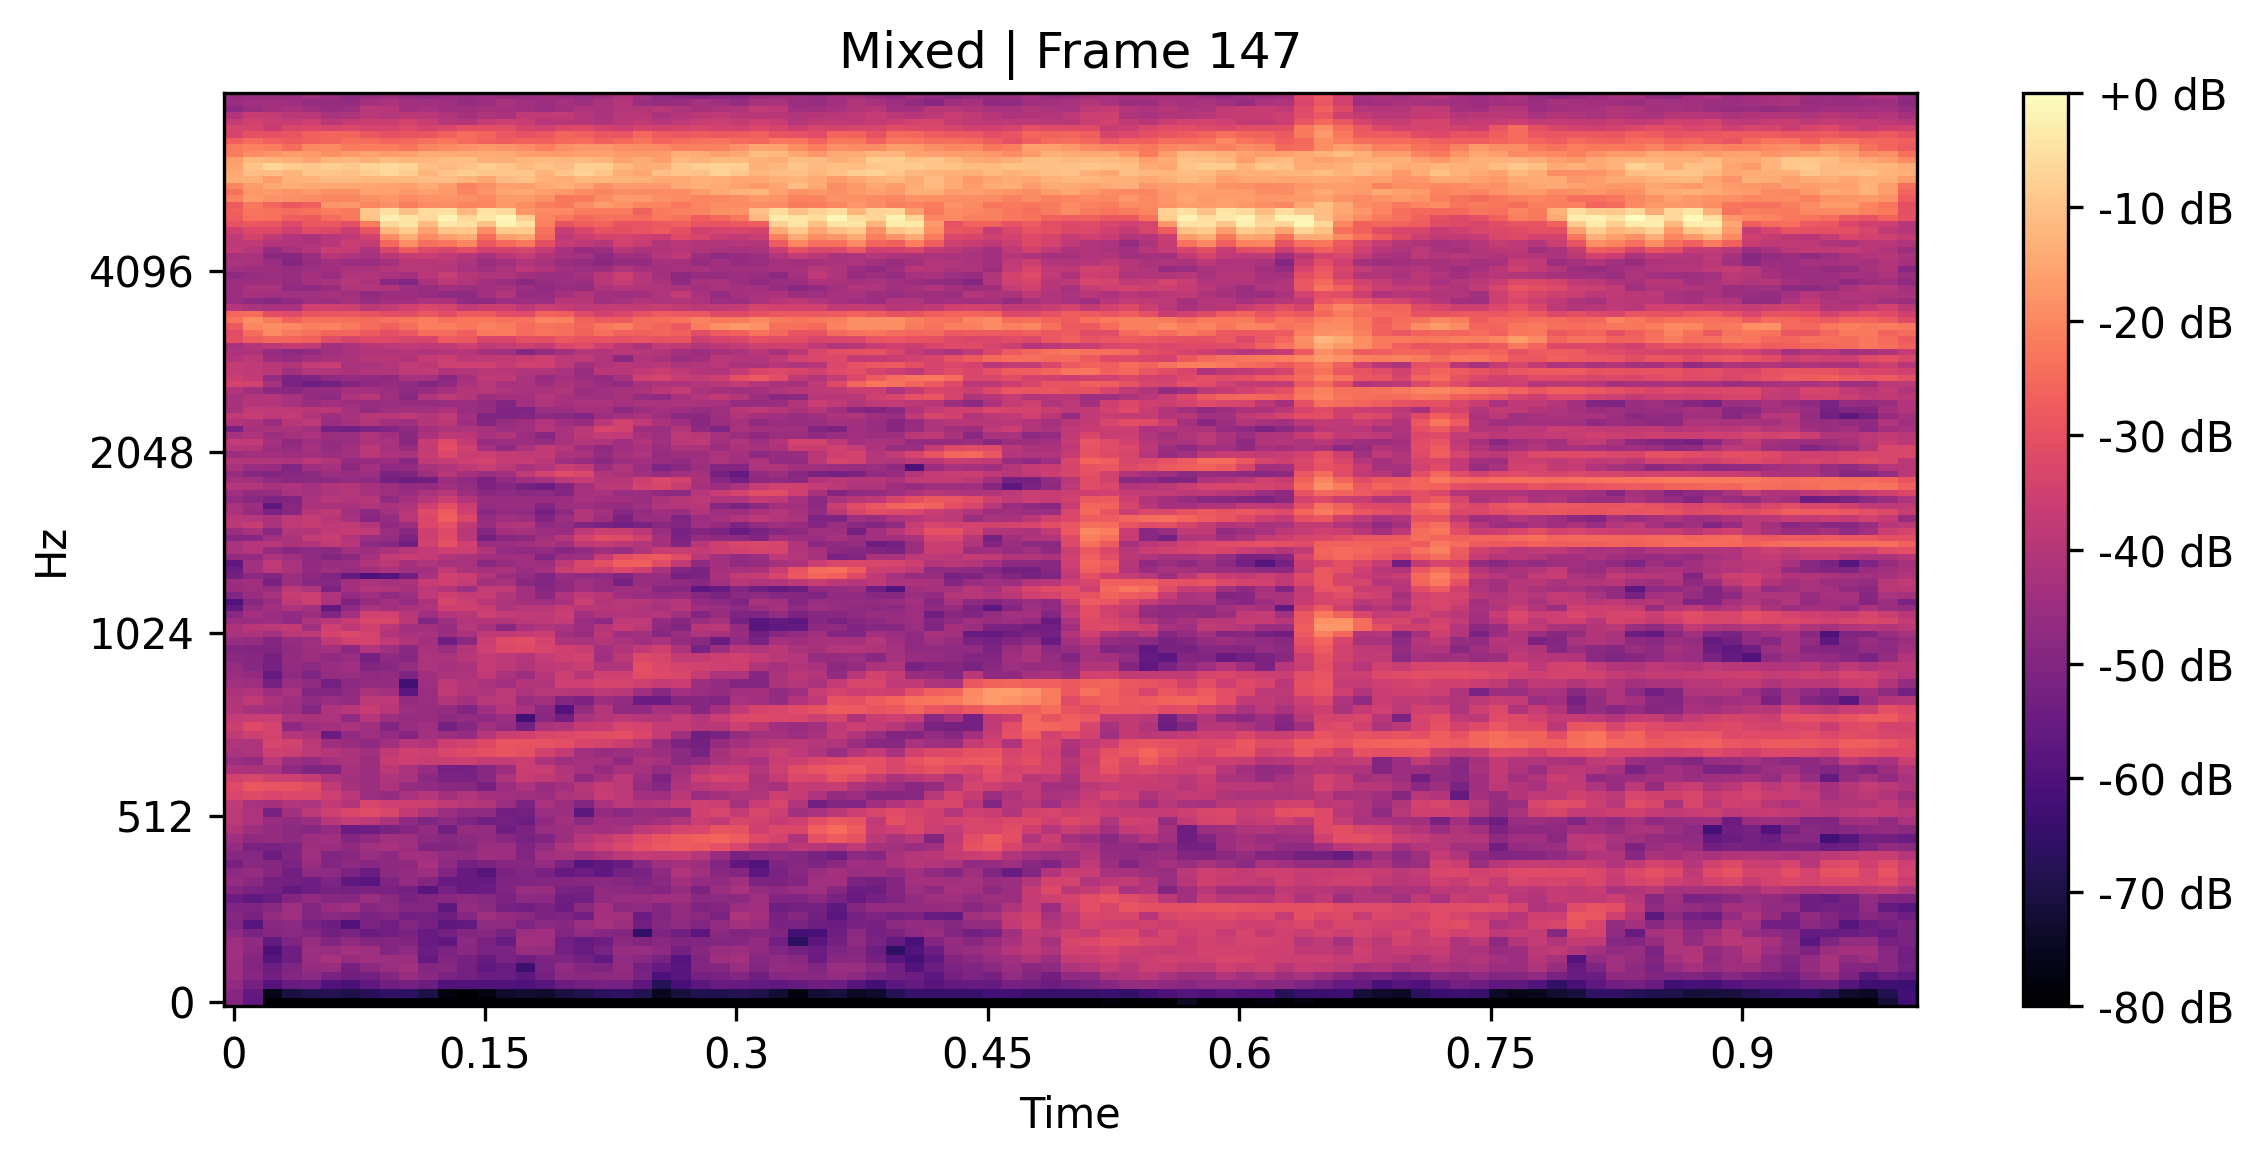 Mixed | Frame 147
+0 dB
-10 dB
-20 dB
-30 dB
-40 dB
-50 dB
-60 dB
-70 dB
-80 dB
Hz
4096
2048
1024
512
0
0 0.15 0.3 0.45 0.6 0.75 0.9
Time